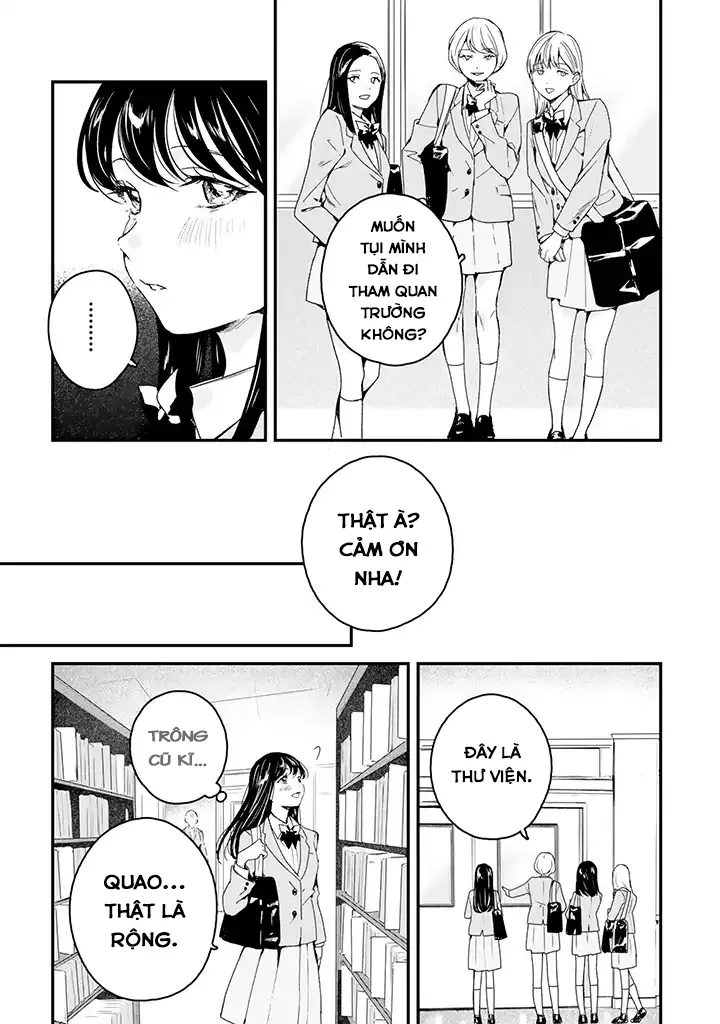 MUỐN
TỤI MÌNH
DẪN ĐI
THAM QUAN
TRƯỜNG
KHÔNG?
.........
THẬT À?
CẢM ƠN
NHA!
ĐÂY LÀ
THƯ VIỆN.
TRÔNG
CŨ KĨ...
QUAO...
THẬT LÀ
RỘNG.